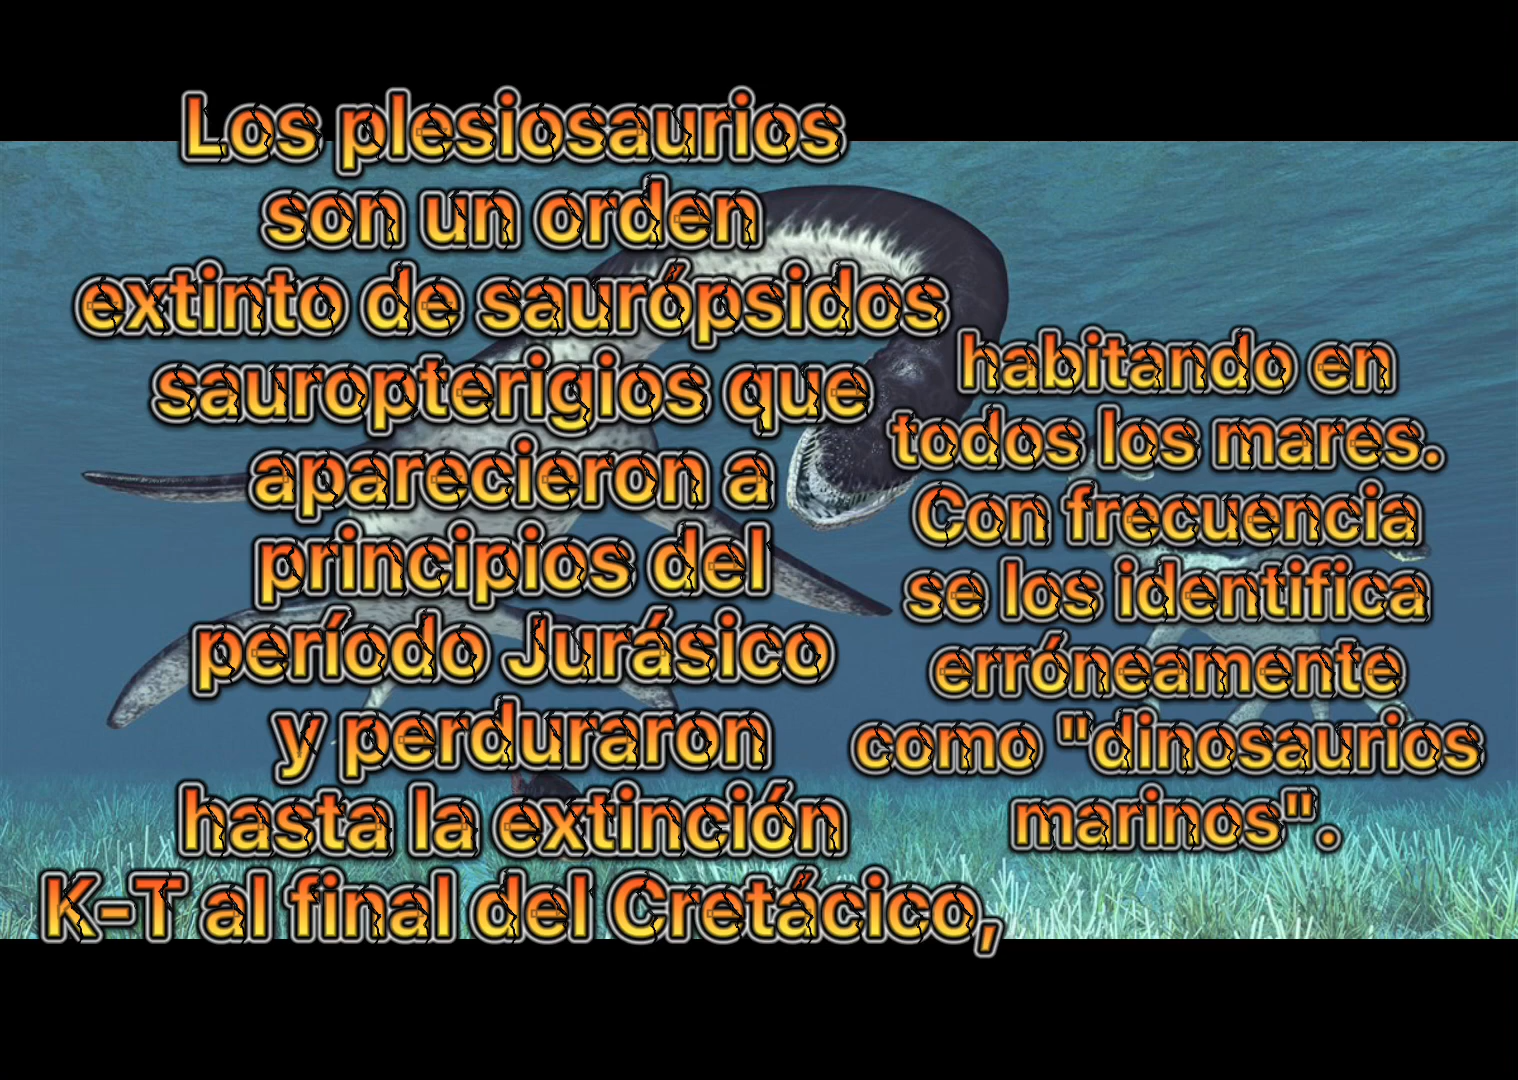 Los plesiosaurios
son un orden
extinto de saurópsidos
sauropterigios que
aparecieron a
principios del
período Jurásico
y perduraron
hasta la extinción
K-T al final del Cretácico,
habitando en
todos los mares.
Con frecuencia
se los identifica
erróneamente
como "dinosaurios
marinos".